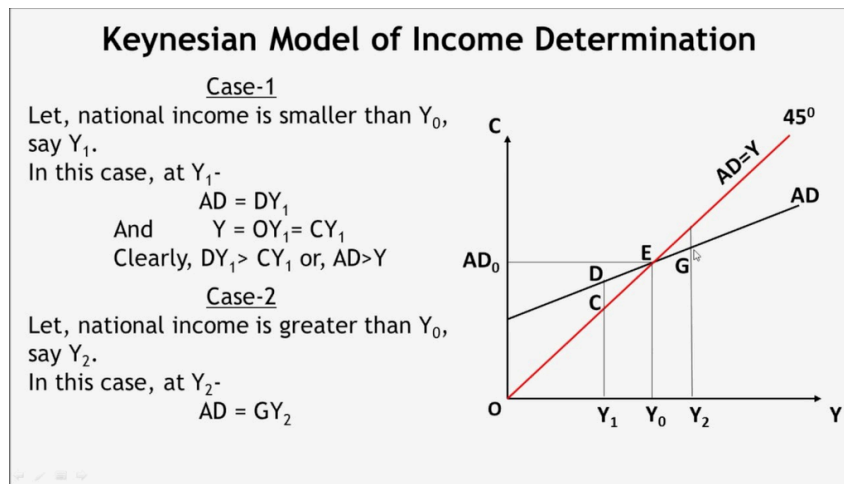 Keynesian Model of Income Determination
Case-1
Let, national income is smaller than Y₀,
say Y₁.
In this case, at Y₁-
AD = DY₁
And Y = OY₁= CY₁
Clearly, DY₁> CY₁ or, AD>Y
Case-2
Let, national income is greater than Y₀,
say Y₂.
In this case, at Y₂-
AD = GY₂
C
45⁰
AD=Y
AD
AD₀
E
D
G
C
O
Y₁ Y₀ Y₂
Y